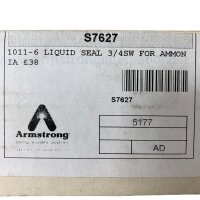 S7627
1011-6 LIQUID SEAL 3/4SW FOR AMMON
IA £38
S7627
Armstrong®
5177
AD